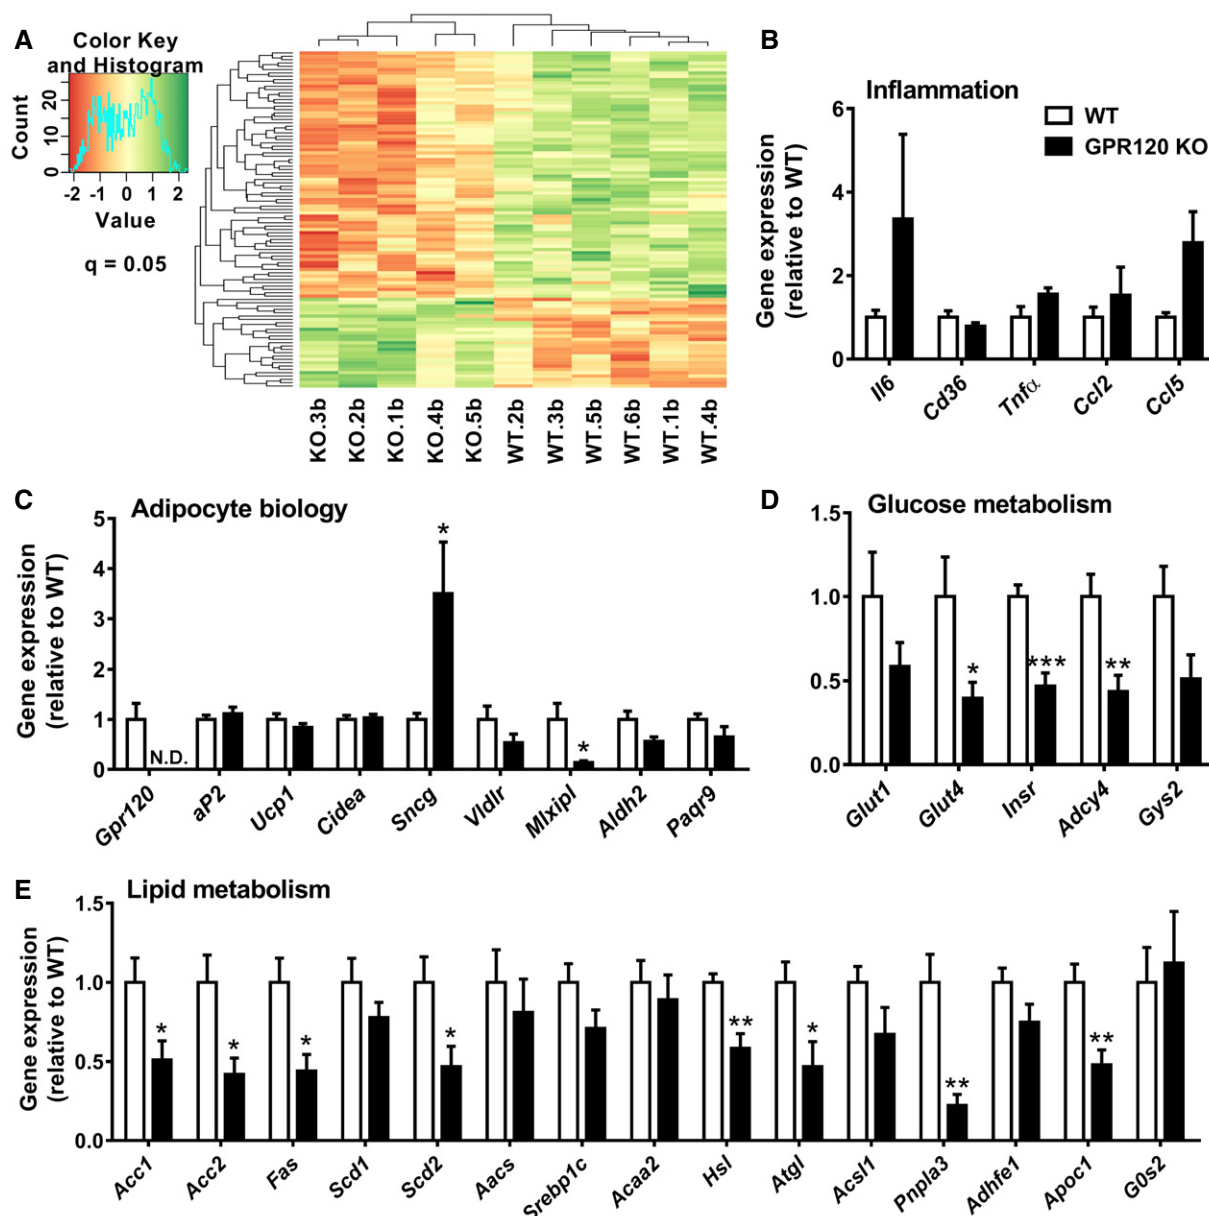 A
Color Key
and Histogram
Count
0 10 20
-2 -1 0 1 2
Value
q = 0.05
KO.3b
KO.2b
KO.1b
KO.4b
KO.5b
WT.2b
WT.3b
WT.5b
WT.6b
WT.1b
WT.4b
B
Inflammation
WT
GPR120 KO
Gene expression
(relative to WT)
6
4
2
0
Il6
Cd36
Tnfα
Ccl2
Ccl5
C
Adipocyte biology
Gene expression
(relative to WT)
5
4
3
2
1
0
N.D.
*
*
Gpr120
aP2
Ucp1
Cidea
Sncg
Vldlr
Mlxipl
Aldh2
Paqr9
D
Glucose metabolism
1.5
1.0
0.5
0.0
*
***
**
Glut1
Glut4
Insr
Adcy4
Gys2
E
Lipid metabolism
Gene expression
(relative to WT)
1.5
1.0
0.5
0.0
*
*
*
*
**
*
**
**
Acc1
Acc2
Fas
Scd1
Scd2
Aacs
Srebp1c
Acaa2
Hsl
Atgl
Acsl1
Pnpla3
Adhfe1
Apoc1
G0s2